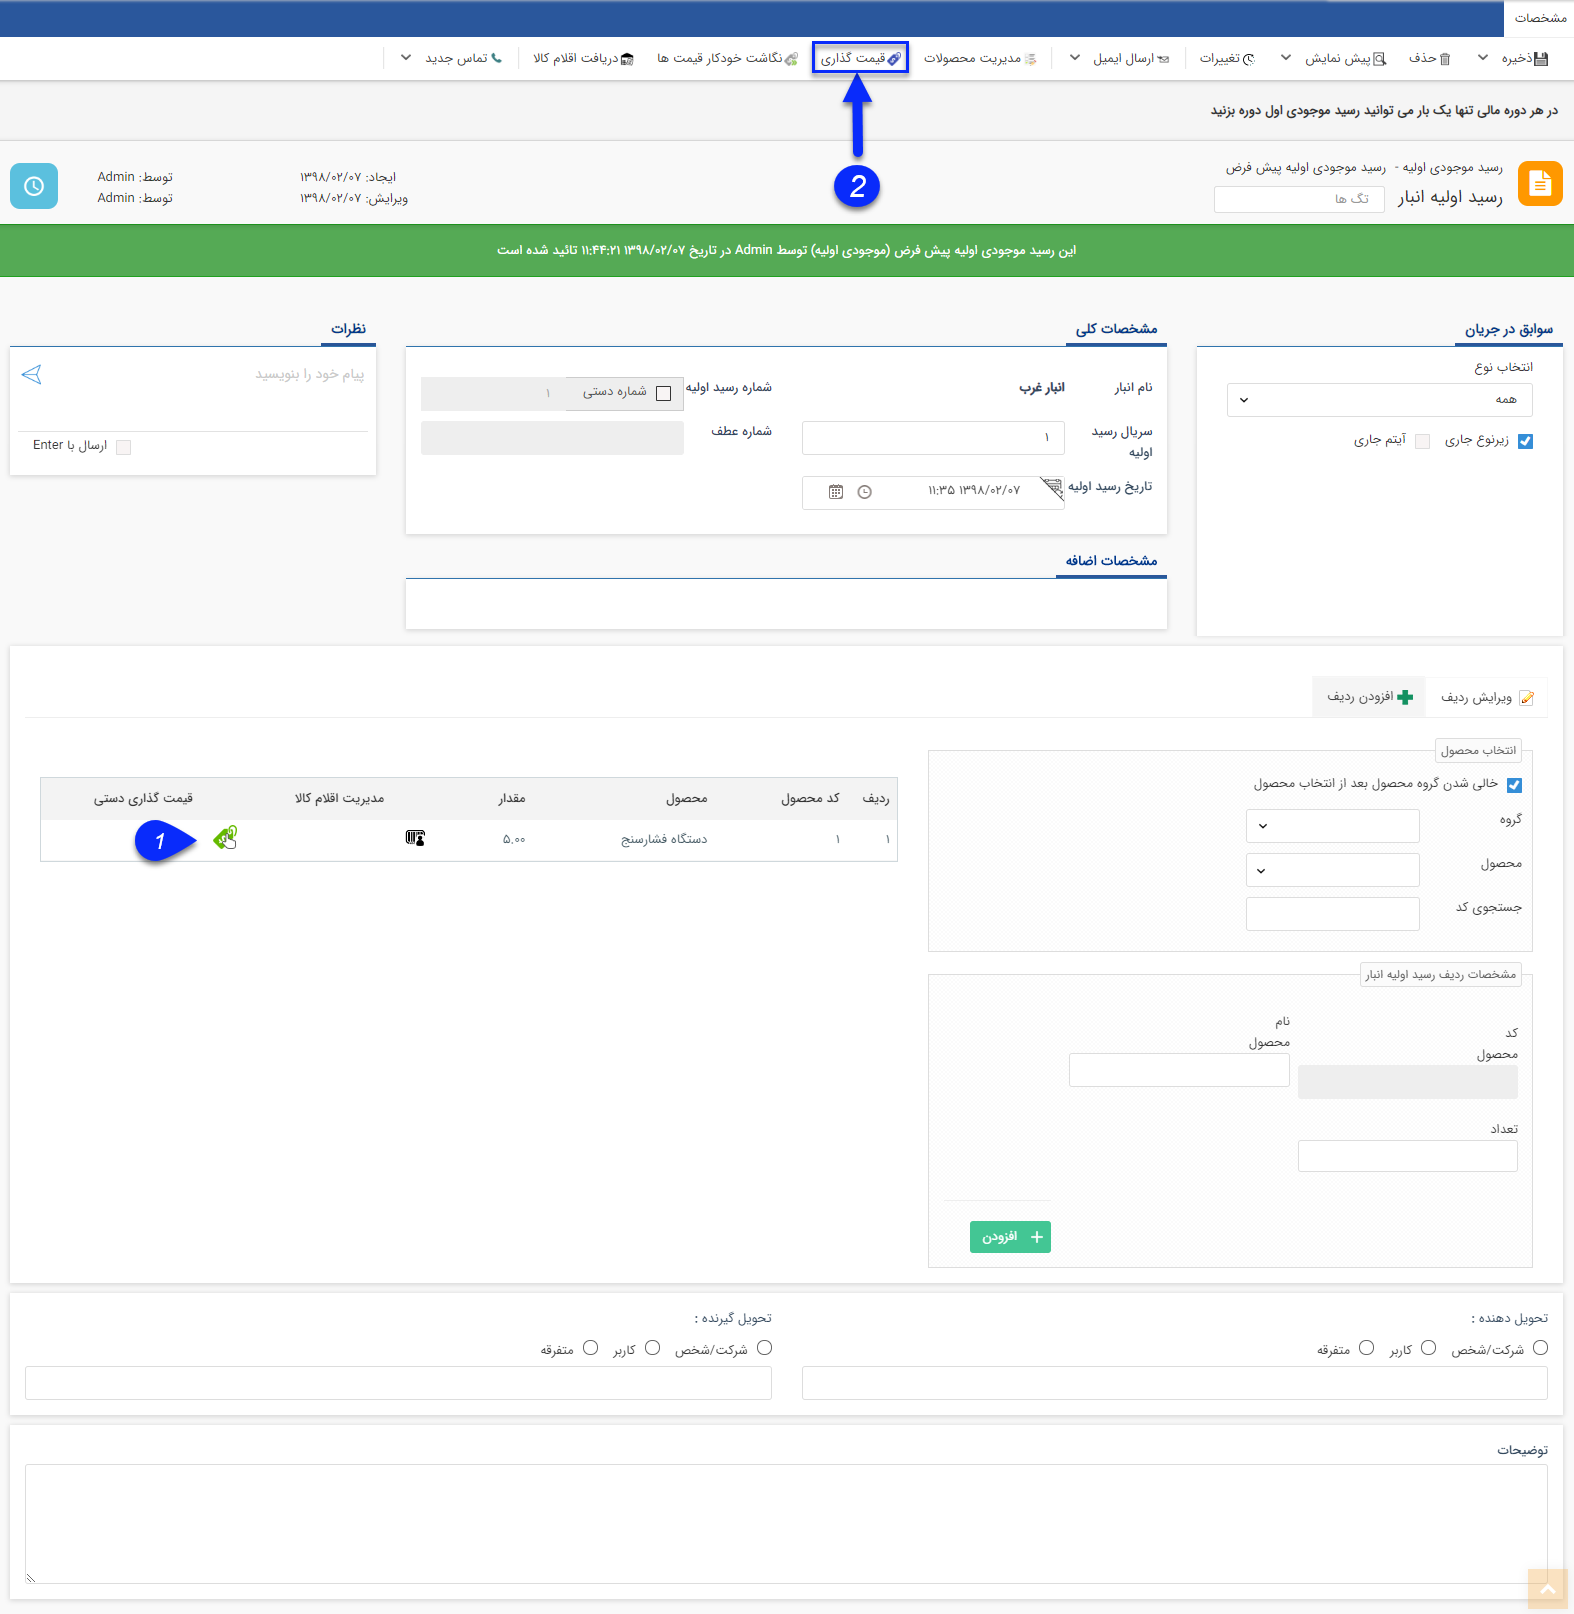 مشخصات
ذخیره حذف پیش نمایش تغییرات ارسال ایمیل مدیریت محصولات قیمت گذاری نگاشت خودکار قیمت ها دریافت اقلام کالا تماس جدید
در هر دوره مالی تنها یک بار می توانید رسید موجودی اول دوره بزنید
2
رسید موجودی اولیه - رسید موجودی اولیه پیش فرض
رسید اولیه انبار تگ ها
ایجاد: ۱۳۹۸/۰۲/۰۷ توسط: Admin
ویرایش: ۱۳۹۸/۰۲/۰۷ توسط: Admin
این رسید موجودی اولیه پیش فرض (موجودی اولیه) توسط Admin در تاریخ ۱۳۹۸/۰۲/۰۷ ۱۱:۴۴:۲۱ تائید شده است
سوابق در جریان
انتخاب نوع
همه
زیرنوع جاری آیتم جاری
مشخصات کلی
نام انبار انبار غرب شماره رسید اولیه شماره دستی ۱
سریال رسید اولیه ۱ شماره عطف
تاریخ رسید اولیه ۱۳۹۸/۰۲/۰۷ ۱۱:۳۵
نظرات
پیام خود را بنویسید
ارسال با Enter
مشخصات اضافه
ویرایش ردیف افزودن ردیف
انتخاب محصول
خالی شدن گروه محصول بعد از انتخاب محصول
گروه
محصول
جستجوی کد
ردیف کد محصول محصول مقدار مدیریت اقلام کالا قیمت گذاری دستی
۱ ۱ دستگاه فشارسنج ۵.۰۰ 1
مشخصات ردیف رسید اولیه انبار
کد محصول
نام محصول
تعداد
افزودن
تحویل دهنده :
شرکت/شخص کاربر متفرقه
تحویل گیرنده :
شرکت/شخص کاربر متفرقه
توضیحات